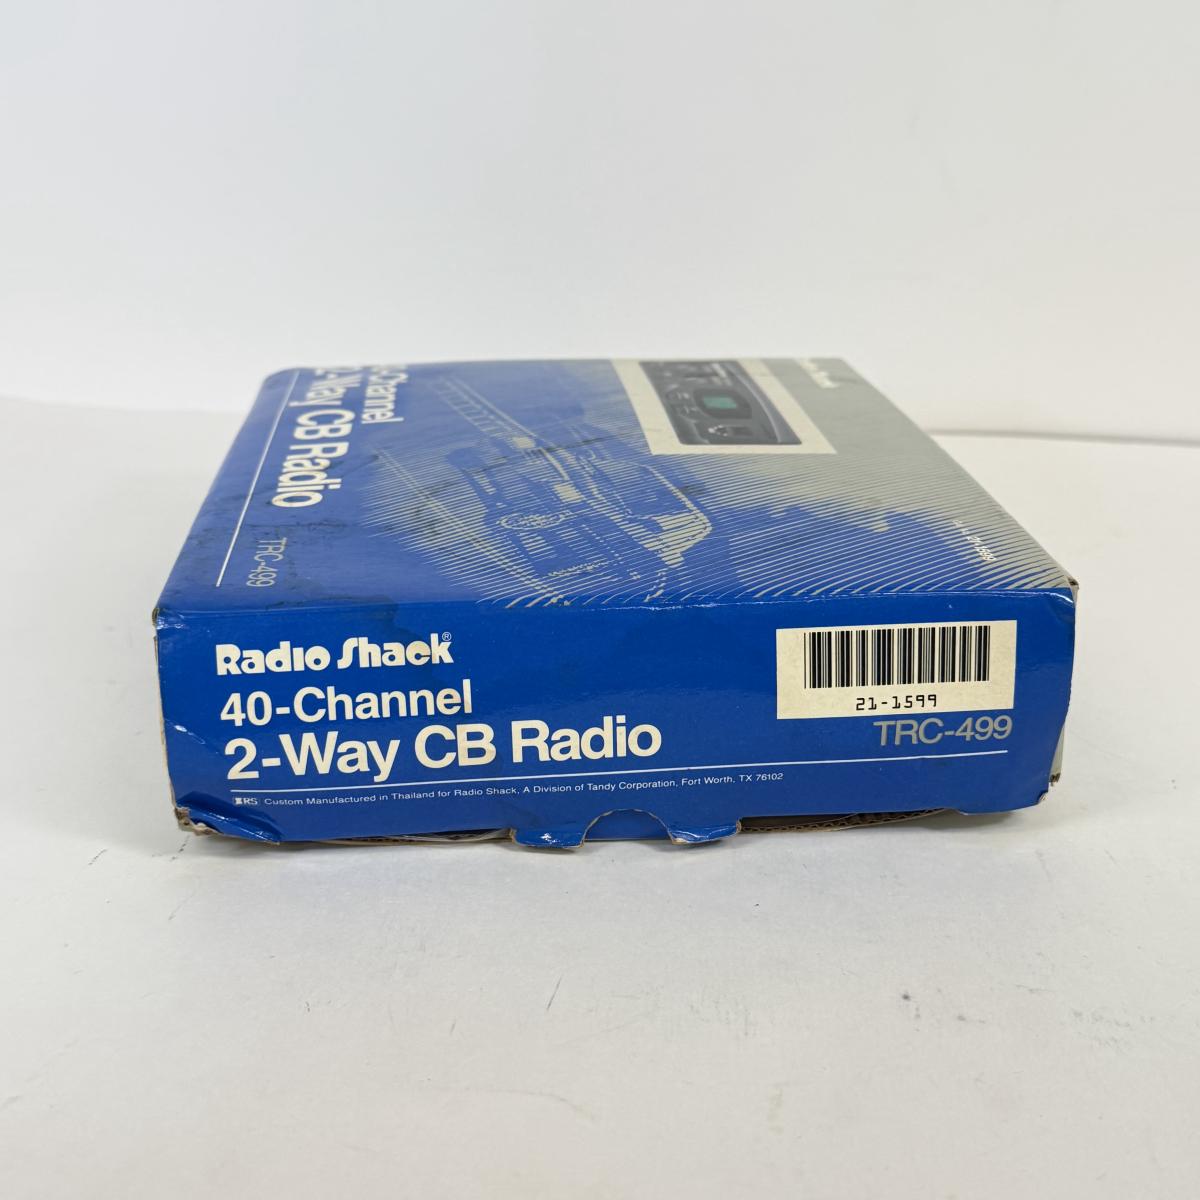 -Channel
2-Way CB Radio
TRC-499
Radio Shack®
40-Channel
2-Way CB Radio
21-1599
TRC-499
RS Custom Manufactured in Thailand for Radio Shack, A Division of Tandy Corporation, Fort Worth, TX 76102